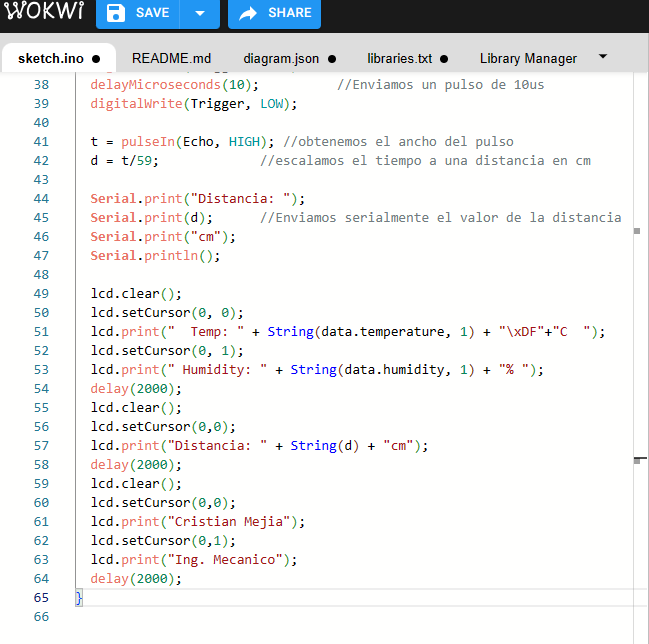 WOKWI SAVE SHARE
sketch.ino README.md diagram.json libraries.txt Library Manager
38 delayMicroseconds(10); //Enviamos un pulso de 10us
39 digitalWrite(Trigger, LOW);
40
41 t = pulseIn(Echo, HIGH); //obtenemos el ancho del pulso
42 d = t/59; //escalamos el tiempo a una distancia en cm
43
44 Serial.print("Distancia: ");
45 Serial.print(d); //Enviamos serialmente el valor de la distancia
46 Serial.print("cm");
47 Serial.println();
48
49 lcd.clear();
50 lcd.setCursor(0, 0);
51 lcd.print("  Temp: " + String(data.temperature, 1) + "\xDF"+"C  ");
52 lcd.setCursor(0, 1);
53 lcd.print(" Humidity: " + String(data.humidity, 1) + "% ");
54 delay(2000);
55 lcd.clear();
56 lcd.setCursor(0,0);
57 lcd.print("Distancia: " + String(d) + "cm");
58 delay(2000);
59 lcd.clear();
60 lcd.setCursor(0,0);
61 lcd.print("Cristian Mejia");
62 lcd.setCursor(0,1);
63 lcd.print("Ing. Mecanico");
64 delay(2000);
65 }
66